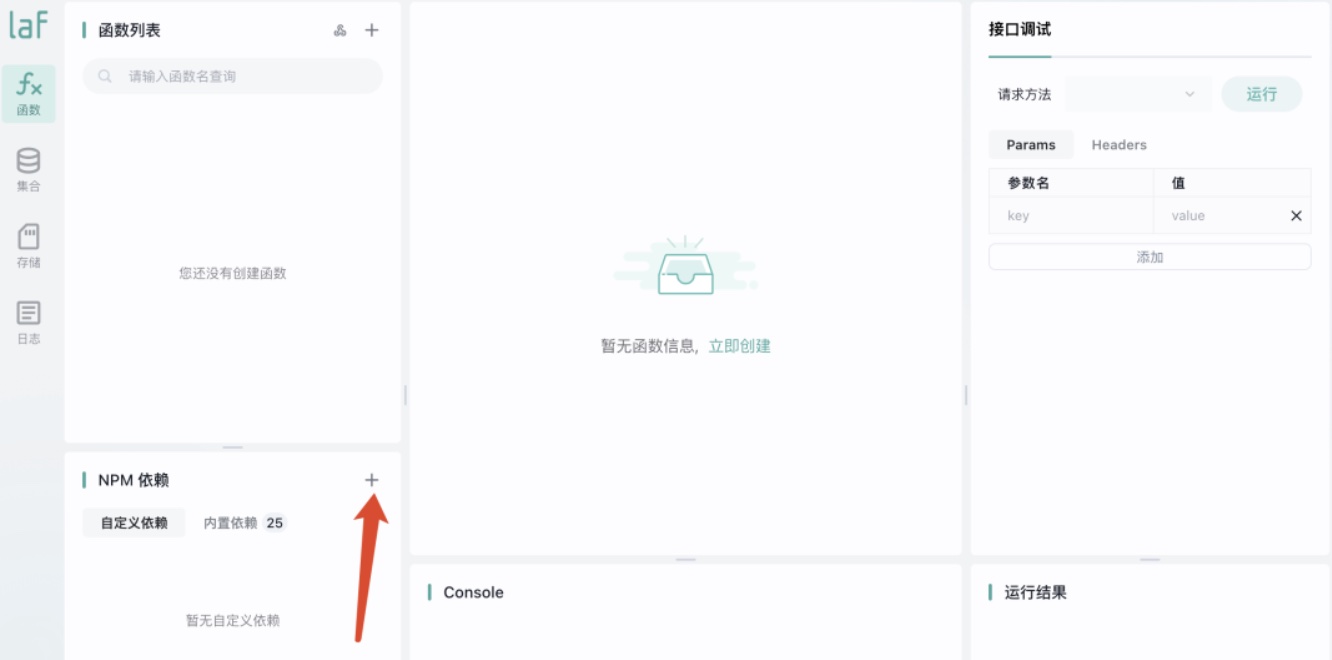 laf
函数
集合
存储
日志
函数列表
请输入函数名查询
您还没有创建函数
NPM 依赖
自定义依赖 内置依赖 25
暂无自定义依赖
暂无函数信息, 立即创建
Console
接口调试
请求方法 运行
Params Headers
参数名 值
key value
添加
运行结果